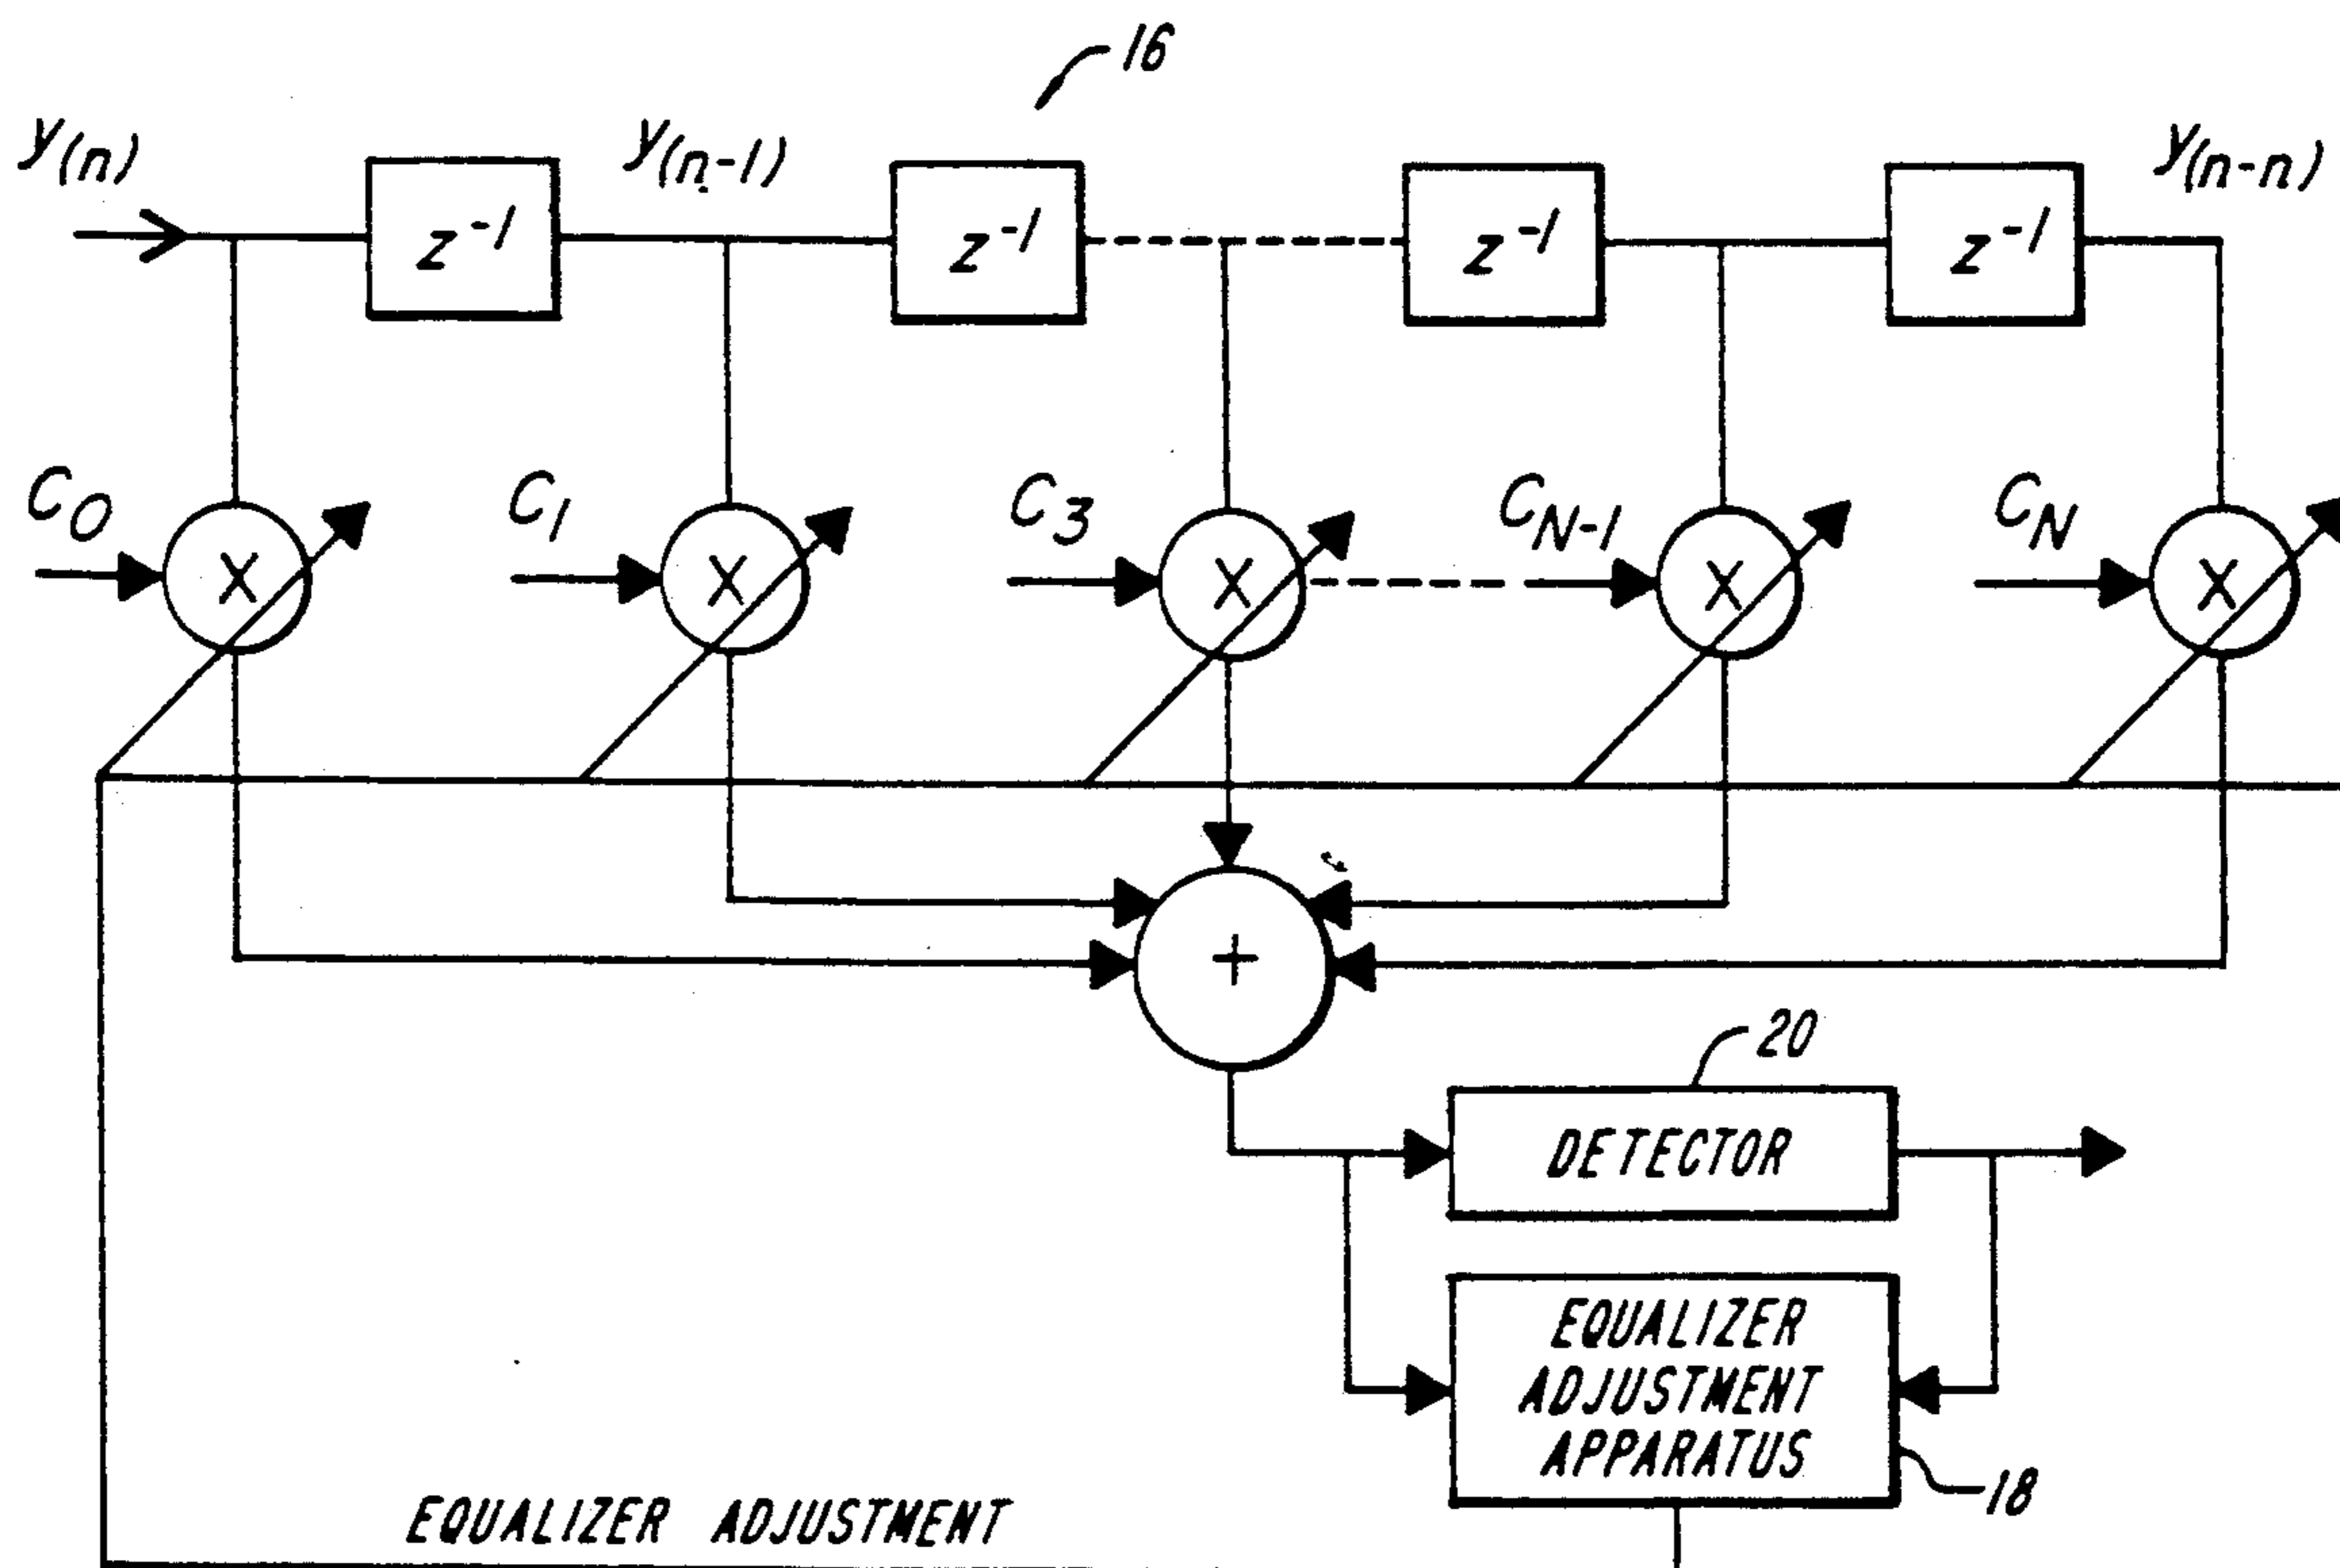 16
y(n) y(n-1) y(n-n)
z^-1 z^-1 z^-1 z^-1
C0 C1 C3 CN-1 CN
X X X X X
+
20
DETECTOR
EQUALIZER
ADJUSTMENT
APPARATUS
18
EQUALIZER ADJUSTMENT